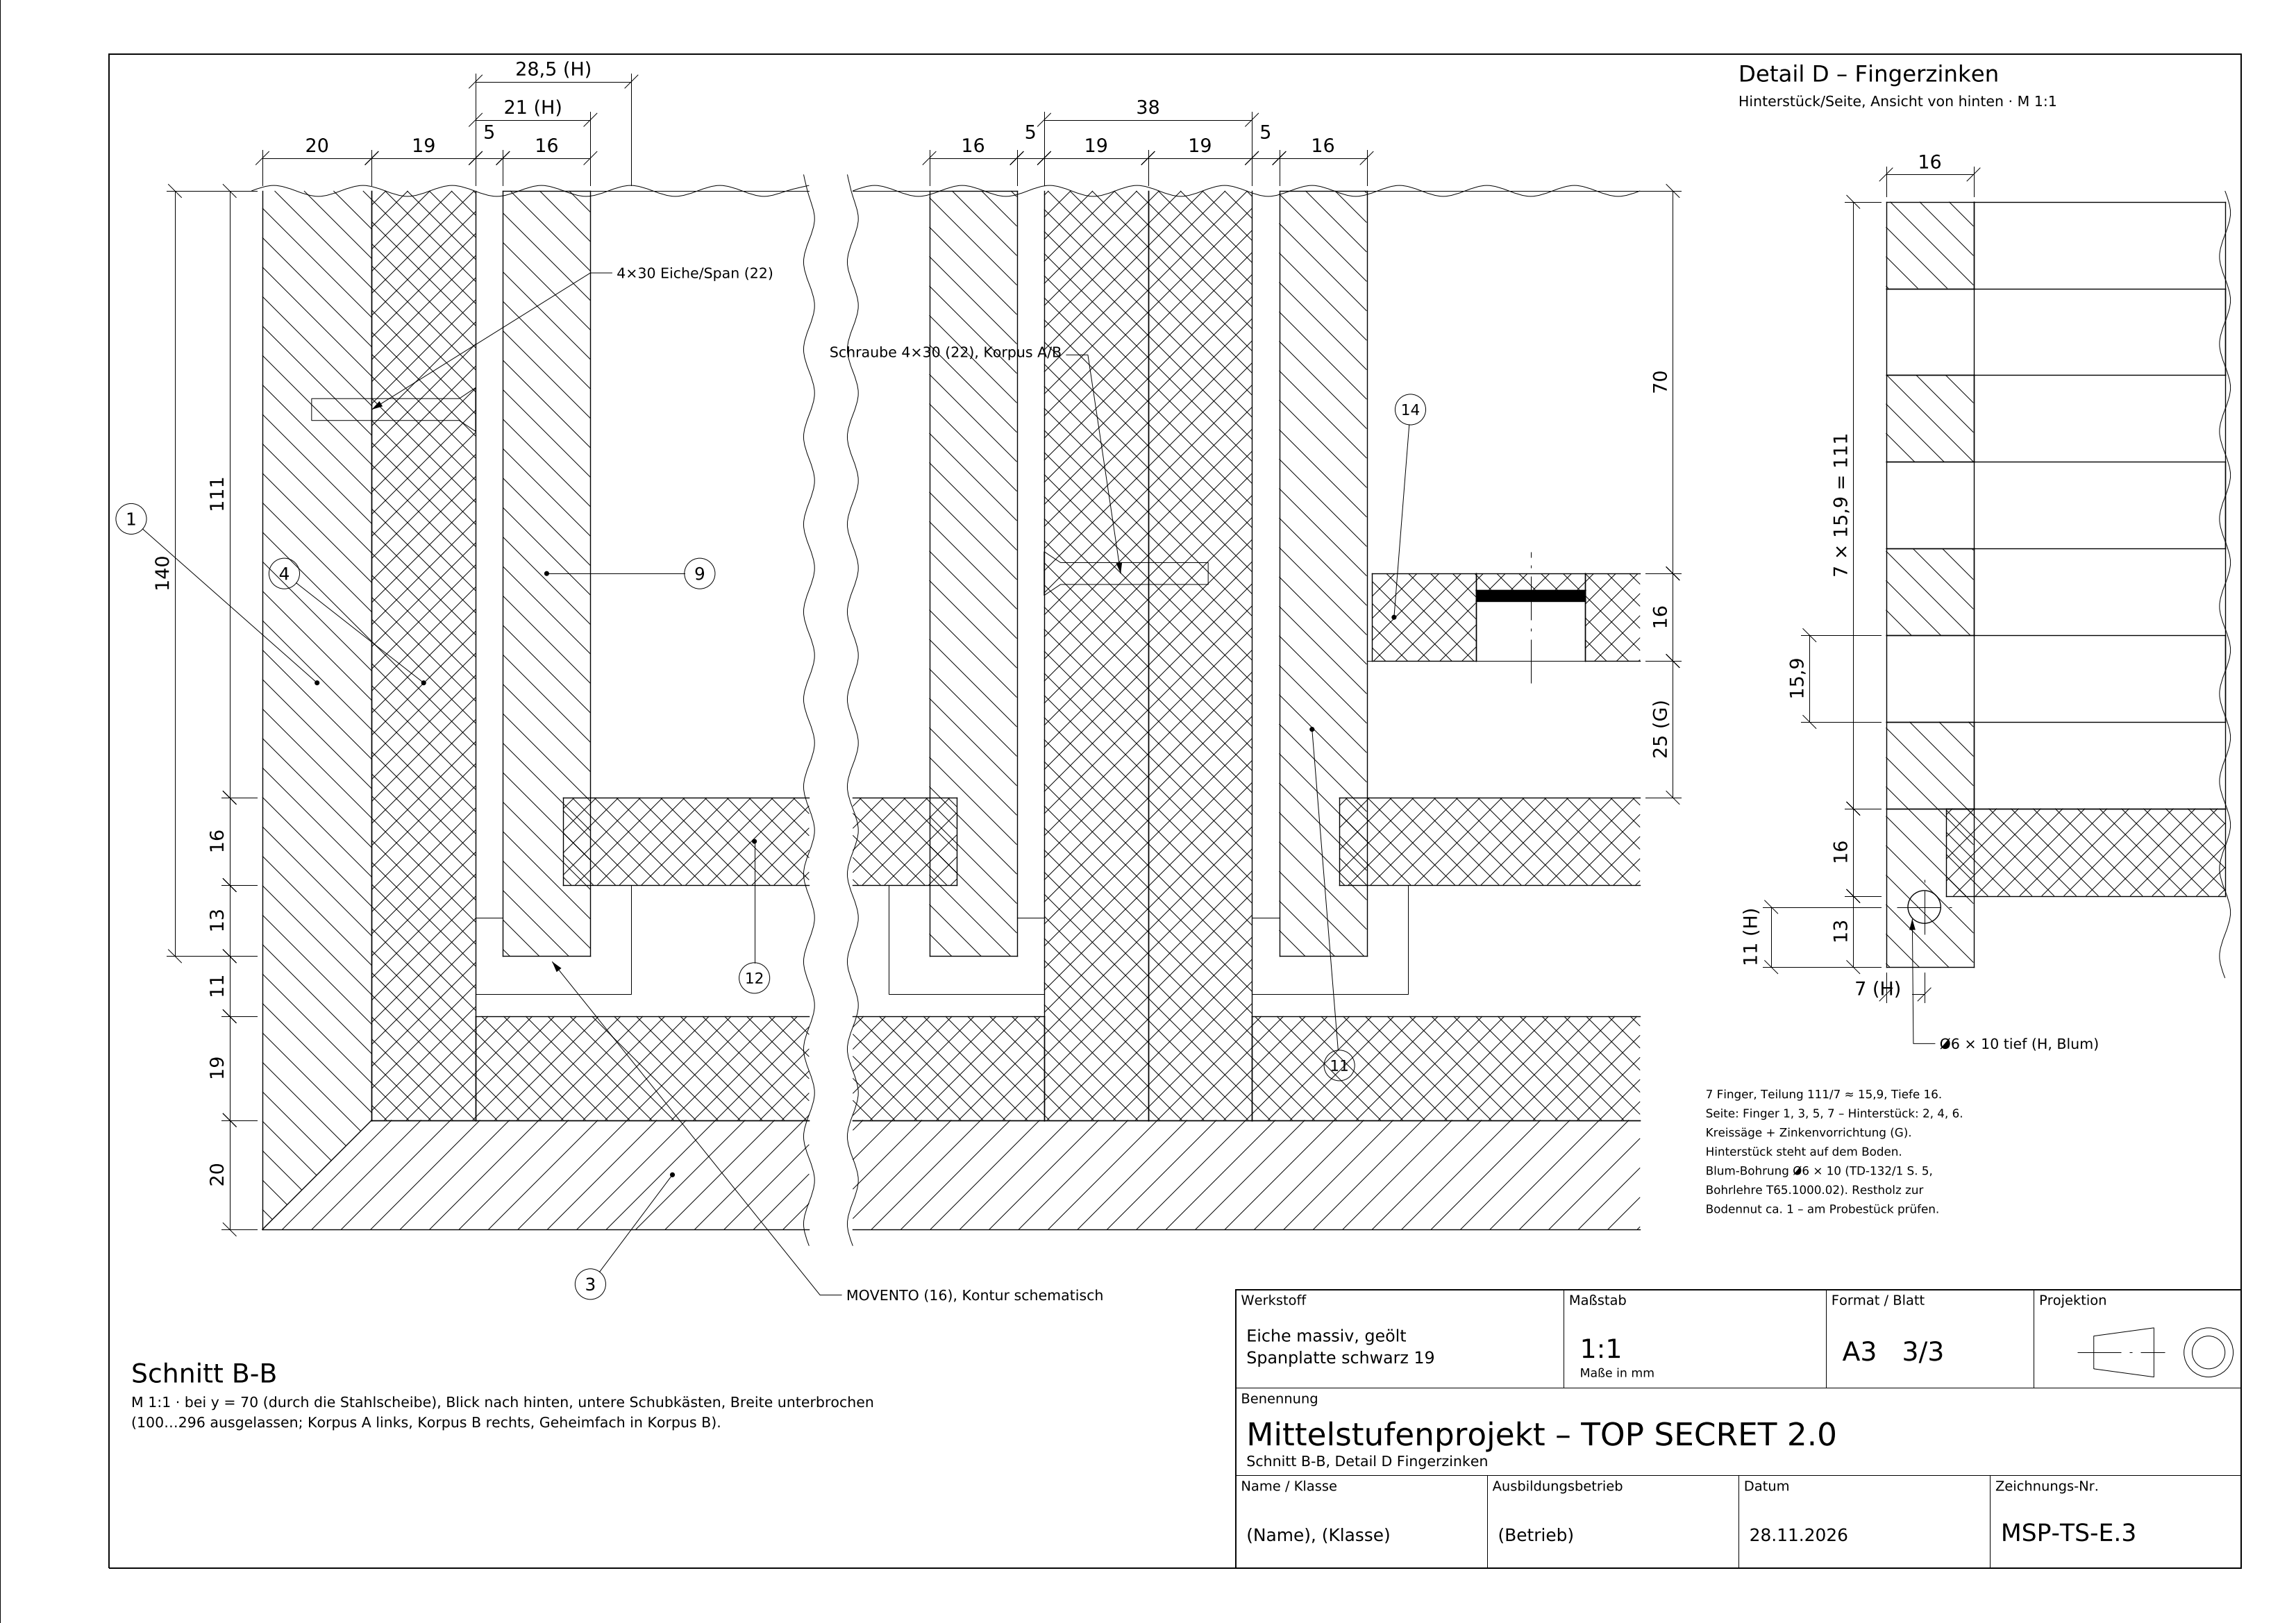 28,5 (H)
21 (H)
5
20
19
16
16
5
38
19
19
5
16
Detail D – Fingerzinken
Hinterstück/Seite, Ansicht von hinten · M 1:1
16
4×30 Eiche/Span (22)
Schraube 4×30 (22), Korpus A/B
14
70
111
1
140
4
9
16
25 (G)
7 × 15,9 = 111
15,9
16
13
11 (H)
7 (H)
Ø6 × 10 tief (H, Blum)
16
13
11
19
20
12
11
3
MOVENTO (16), Kontur schematisch
7 Finger, Teilung 111/7 ≈ 15,9, Tiefe 16.
Seite: Finger 1, 3, 5, 7 – Hinterstück: 2, 4, 6.
Kreissäge + Zinkenvorrichtung (G).
Hinterstück steht auf dem Boden.
Blum-Bohrung Ø6 × 10 (TD-132/1 S. 5,
Bohrlehre T65.1000.02). Restholz zur
Bodennut ca. 1 – am Probestück prüfen.
Schnitt B-B
M 1:1 · bei y = 70 (durch die Stahlscheibe), Blick nach hinten, untere Schubkästen, Breite unterbrochen
(100…296 ausgelassen; Korpus A links, Korpus B rechts, Geheimfach in Korpus B).
Werkstoff
Eiche massiv, geölt
Spanplatte schwarz 19
Maßstab
1:1
Maße in mm
Format / Blatt
A3 3/3
Projektion
Benennung
Mittelstufenprojekt – TOP SECRET 2.0
Schnitt B-B, Detail D Fingerzinken
Name / Klasse
(Name), (Klasse)
Ausbildungsbetrieb
(Betrieb)
Datum
28.11.2026
Zeichnungs-Nr.
MSP-TS-E.3